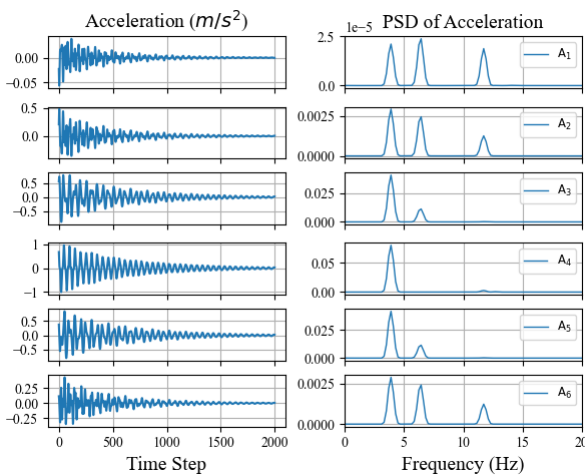 Acceleration (m/s²) PSD of Acceleration
1e−5
0.00
−0.05
2.5
0.0
A₁
0.5
0.0
0.0025
0.0000
A₂
0.5
0.0
−0.5
0.025
0.000
A₃
1
0
−1
0.05
0.00
A₄
0.5
0.0
−0.5
0.025
0.000
A₅
0.25
0.00
−0.25
0.0025
0.0000
A₆
0 500 1000 1500 2000 0 5 10 15 20
Time Step Frequency (Hz)